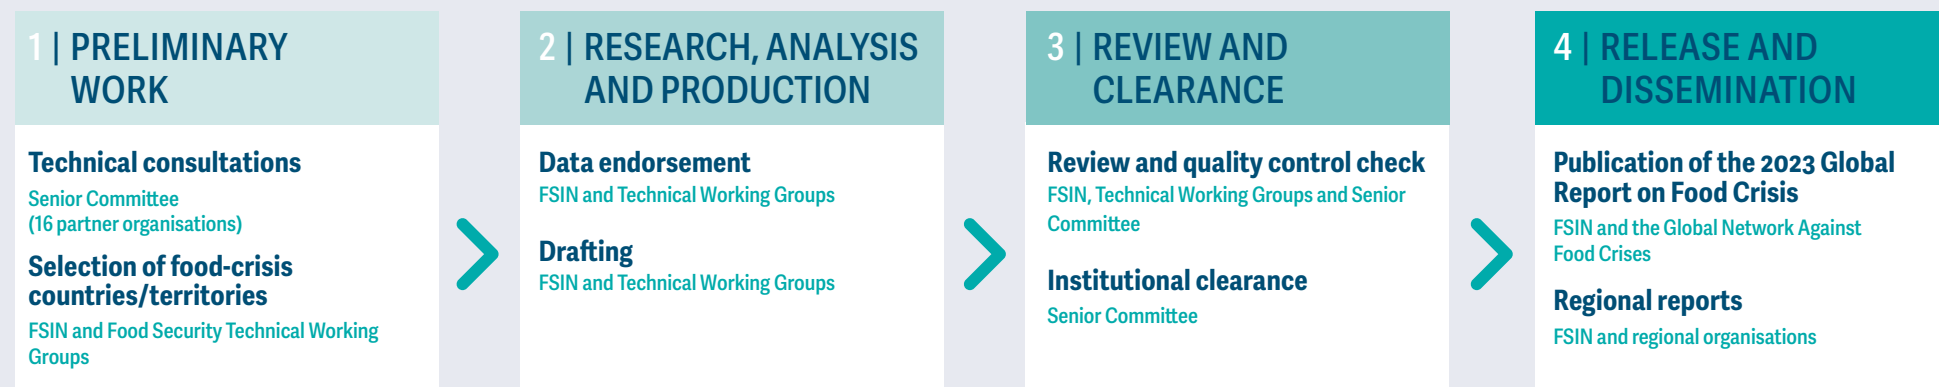 1 | PRELIMINARY
WORK
Technical consultations
Senior Committee
(16 partner organisations)
Selection of food-crisis
countries/territories
FSIN and Food Security Technical Working
Groups
2 | RESEARCH, ANALYSIS
AND PRODUCTION
Data endorsement
FSIN and Technical Working Groups
Drafting
FSIN and Technical Working Groups
3 | REVIEW AND
CLEARANCE
Review and quality control check
FSIN, Technical Working Groups and Senior
Committee
Institutional clearance
Senior Committee
4 | RELEASE AND
DISSEMINATION
Publication of the 2023 Global
Report on Food Crisis
FSIN and the Global Network Against
Food Crises
Regional reports
FSIN and regional organisations